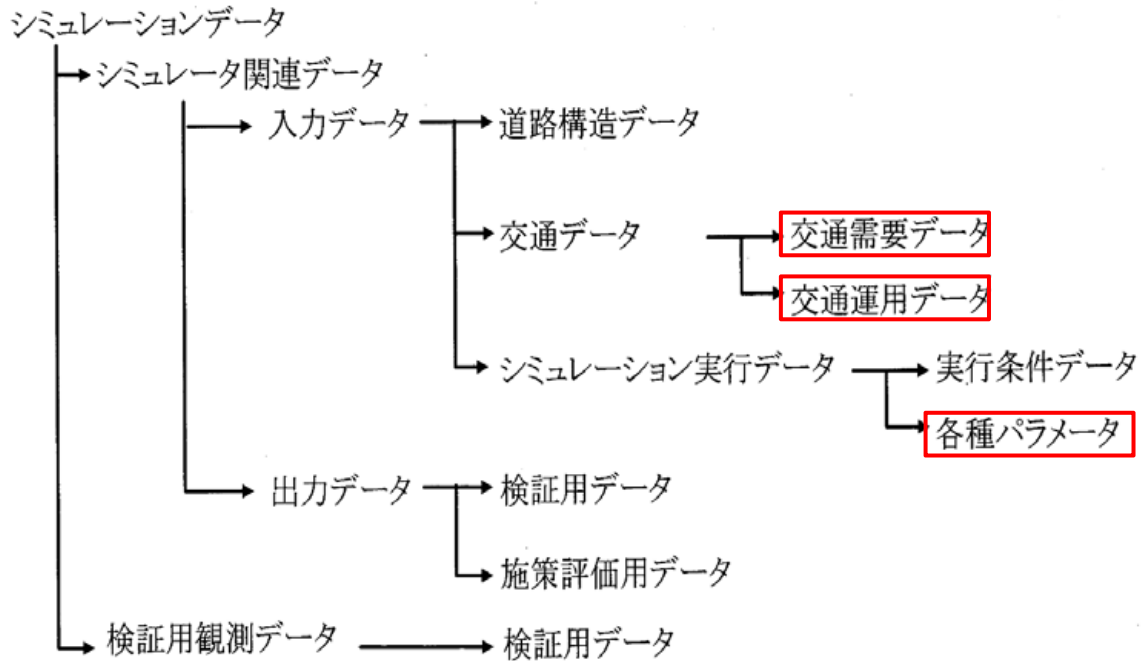 シミュレーションデータ
シミュレータ関連データ
入力データ
道路構造データ
交通データ
交通需要データ
交通運用データ
シミュレーション実行データ
実行条件データ
各種パラメータ
出力データ
検証用データ
施策評価用データ
検証用観測データ
検証用データ